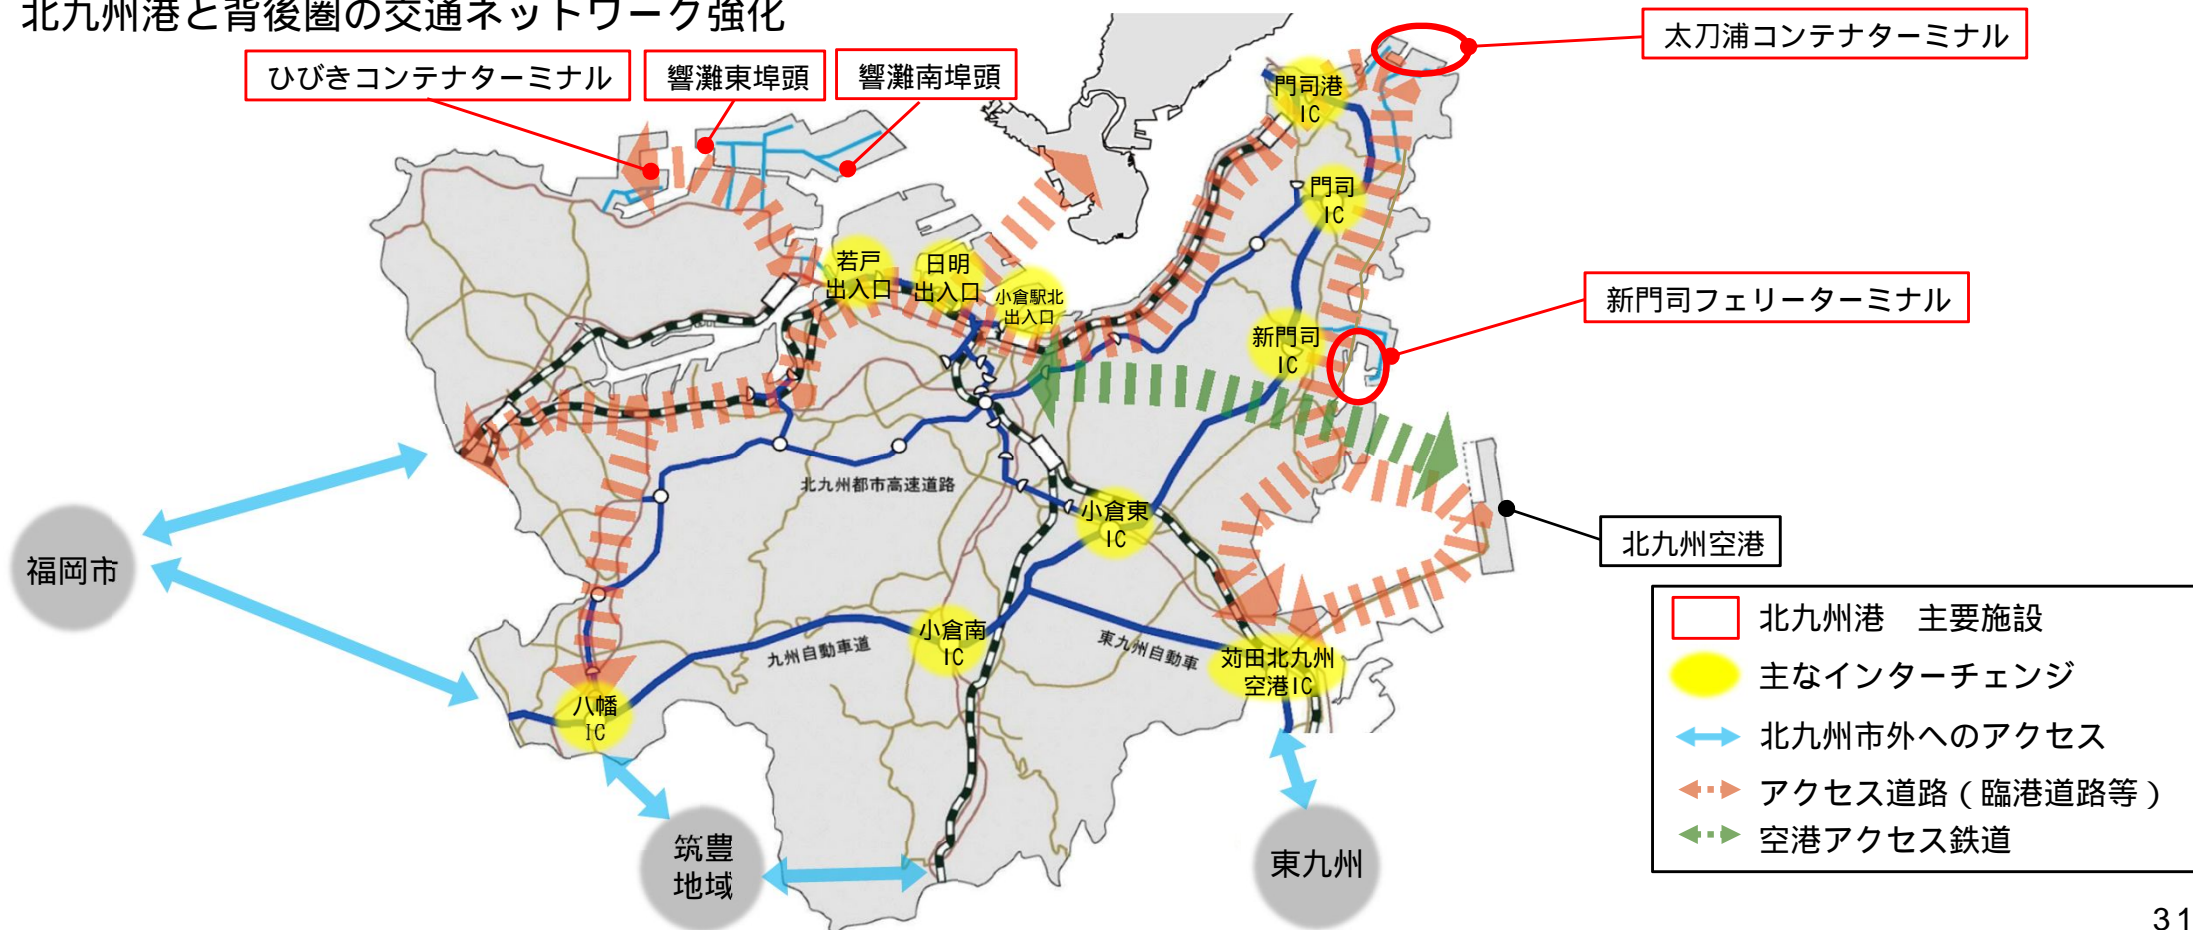 北九州港と背後圏の交通ネットワーク強化
太刀浦コンテナターミナル
ひびきコンテナターミナル
響灘東埠頭
響灘南埠頭
門司港
IC
門司
IC
若戸
出入口
日明
出入口
小倉駅北
出入口
新門司フェリーターミナル
新門司
IC
北九州都市高速道路
小倉東
IC
北九州空港
福岡市
小倉南
IC
九州自動車道
東九州自動車
苅田北九州
空港IC
八幡
IC
筑豊
地域
東九州
北九州港　主要施設
主なインターチェンジ
北九州市外へのアクセス
アクセス道路（臨港道路等）
空港アクセス鉄道
31